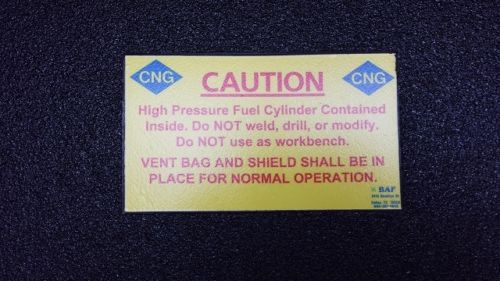 CNG CAUTION CNG
High Pressure Fuel Cylinder Contained
Inside. Do NOT weld, drill, or modify.
Do NOT use as workbench.
VENT BAG AND SHIELD SHALL BE IN
PLACE FOR NORMAL OPERATION.
BAF